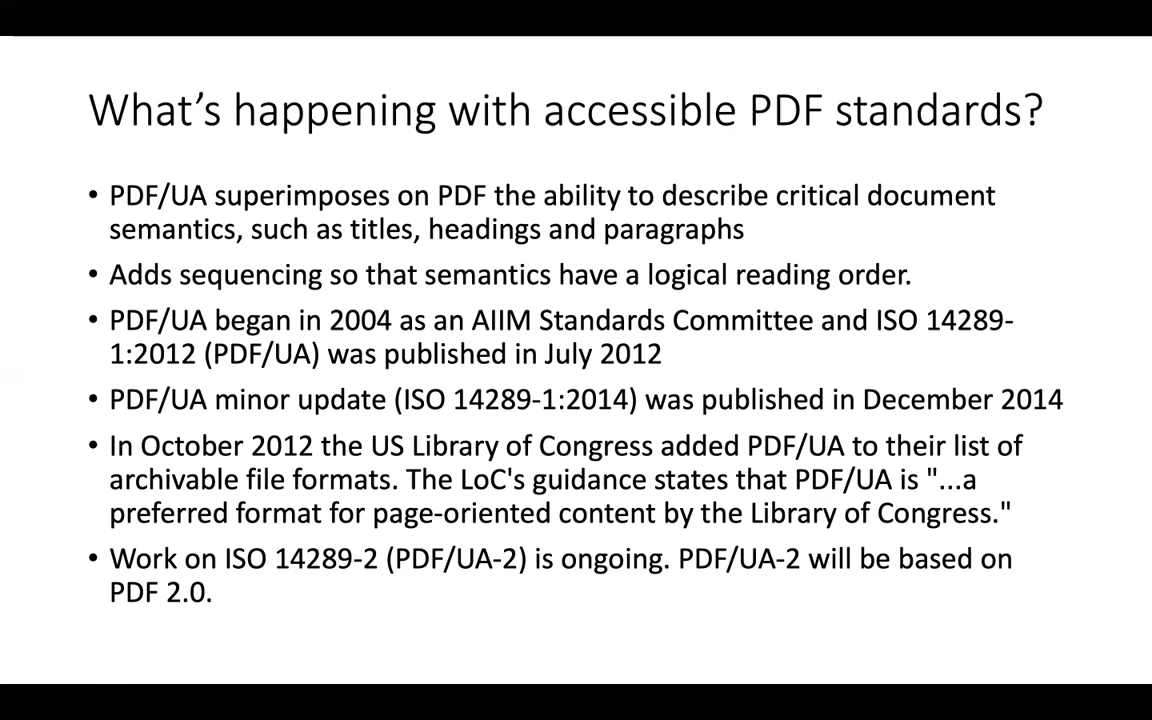 What’s happening with accessible PDF standards?
• PDF/UA superimposes on PDF the ability to describe critical document
semantics, such as titles, headings and paragraphs
• Adds sequencing so that semantics have a logical reading order.
• PDF/UA began in 2004 as an AIIM Standards Committee and ISO 14289-
1:2012 (PDF/UA) was published in July 2012
• PDF/UA minor update (ISO 14289-1:2014) was published in December 2014
• In October 2012 the US Library of Congress added PDF/UA to their list of
archivable file formats. The LoC's guidance states that PDF/UA is "...a
preferred format for page-oriented content by the Library of Congress."
• Work on ISO 14289-2 (PDF/UA-2) is ongoing. PDF/UA-2 will be based on
PDF 2.0.